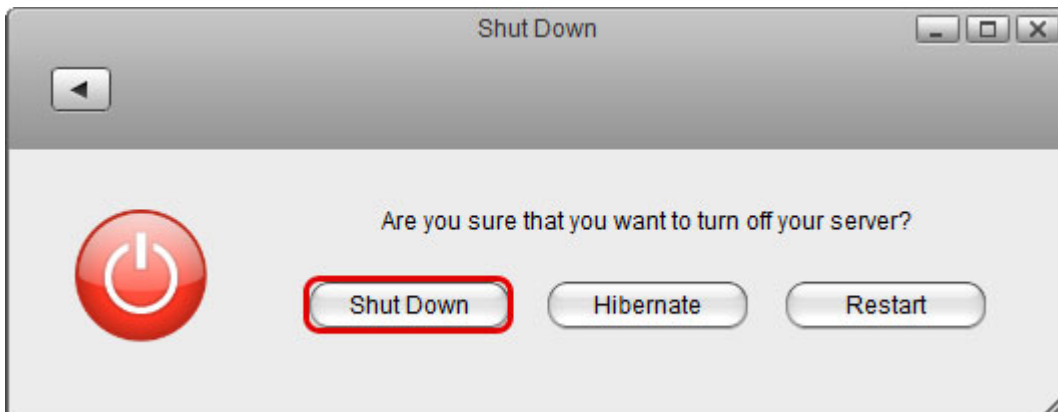 Shut Down
Are you sure that you want to turn off your server?
Shut Down Hibernate Restart